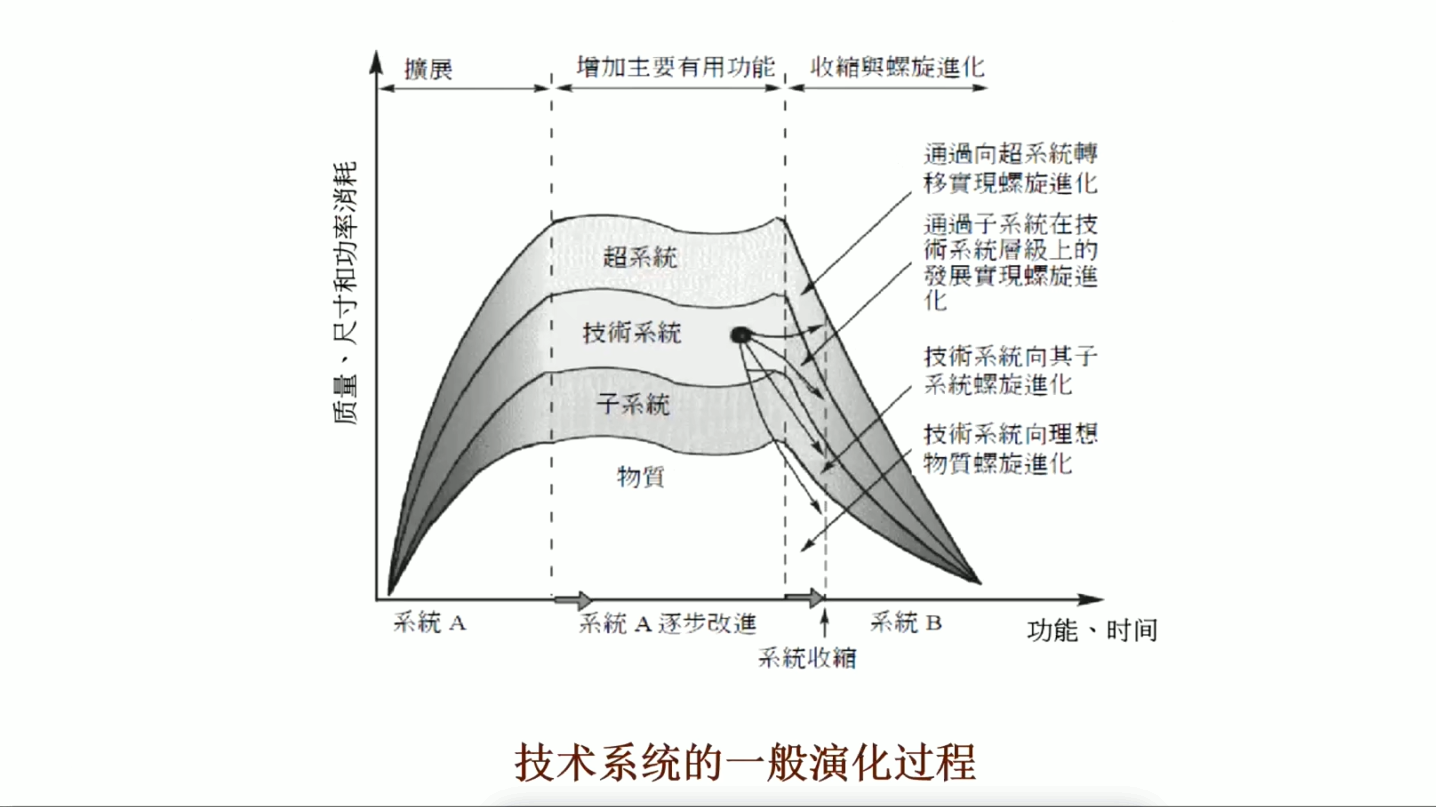 擴展
增加主要有用功能
收縮與螺旋進化
通過向超系統轉
移實現螺旋進化
通過子系統在技
術系統層級上的
發展實現螺旋進
化
技術系統向其子
系統螺旋進化
技術系統向理想
物質螺旋進化
质量、尺寸和功率消耗
超系統
技術系統
子系統
物質
系統 A
系統 A 逐步改進
系統 B
系統收縮
功能、时间
技术系统的一般演化过程